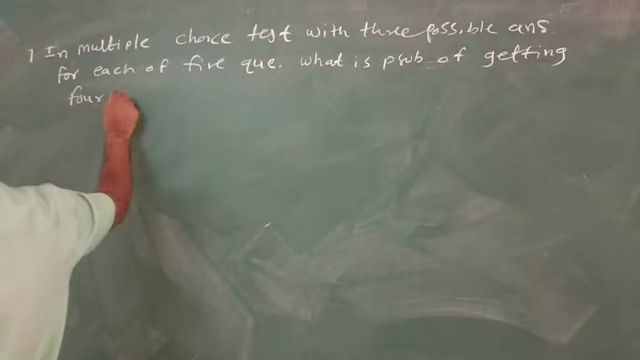 1 In multiple choice test with three possible ans
for each of five que. what is prob of getting
four